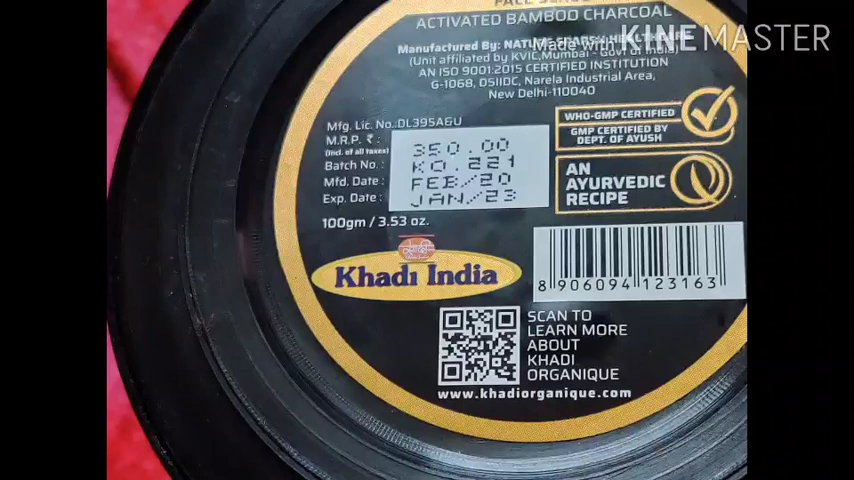 ACTIVATED BAMBOO CHARCOAL
Made with KINEMASTER
Manufactured By: NATURE
(Unit affiliated by KVIC, Mumbai - Govt of India)
AN ISO 9001:2015 CERTIFIED INSTITUTION
G-1068, DSIIDC, Narela Industrial Area,
New Delhi-110040
Mfg. Lic. No.:DL395A6U
M.R.P. ₹ : 350.00
(Incl. of all taxes)
Batch No. : KO.221
Mfd. Date : FEB/20
Exp. Date : JAN/23
100gm / 3.53 oz.
WHO-GMP CERTIFIED
GMP CERTIFIED BY
DEPT. OF AYUSH
AN
AYURVEDIC
RECIPE
Khadi India
8 906094 123163
SCAN TO
LEARN MORE
ABOUT
KHADI
ORGANIQUE
www.khadiorganique.com